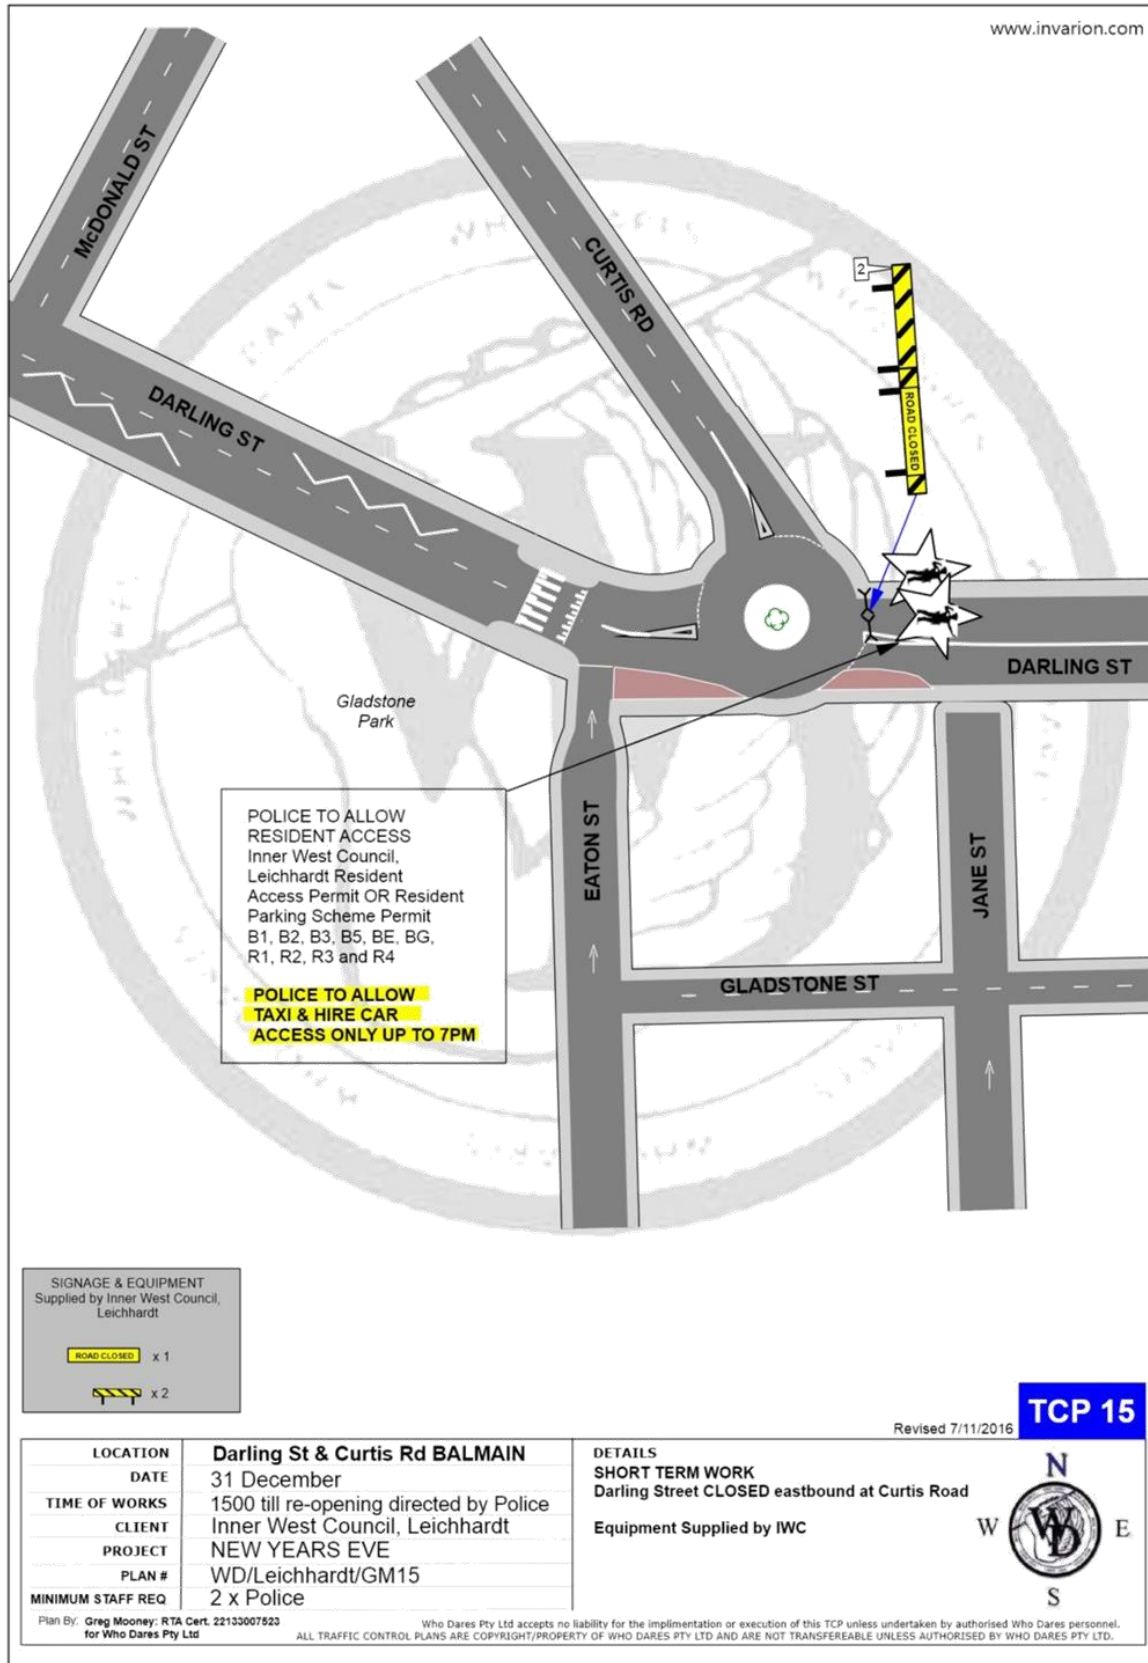 www.invarion.com
McDONALD ST
CURTIS RD
2
ROAD CLOSED
DARLING ST
DARLING ST
Gladstone
Park
EATON ST
JANE ST
GLADSTONE ST
POLICE TO ALLOW
RESIDENT ACCESS
Inner West Council,
Leichhardt Resident
Access Permit OR Resident
Parking Scheme Permit
B1, B2, B3, B5, BE, BG,
R1, R2, R3 and R4
POLICE TO ALLOW
TAXI & HIRE CAR
ACCESS ONLY UP TO 7PM
SIGNAGE & EQUIPMENT
Supplied by Inner West Council,
Leichhardt
ROAD CLOSED x 1
x 2
Revised 7/11/2016
TCP 15
LOCATION Darling St & Curtis Rd BALMAIN
DATE 31 December
TIME OF WORKS 1500 till re-opening directed by Police
CLIENT Inner West Council, Leichhardt
PROJECT NEW YEARS EVE
PLAN # WD/Leichhardt/GM15
MINIMUM STAFF REQ 2 x Police
DETAILS
SHORT TERM WORK
Darling Street CLOSED eastbound at Curtis Road
Equipment Supplied by IWC
N
W E
S
WD
Plan By: Greg Mooney: RTA Cert. 22133007523
for Who Dares Pty Ltd
Who Dares Pty Ltd accepts no liability for the implimentation or execution of this TCP unless undertaken by authorised Who Dares personnel.
ALL TRAFFIC CONTROL PLANS ARE COPYRIGHT/PROPERTY OF WHO DARES PTY LTD AND ARE NOT TRANSFEREABLE UNLESS AUTHORISED BY WHO DARES PTY LTD.